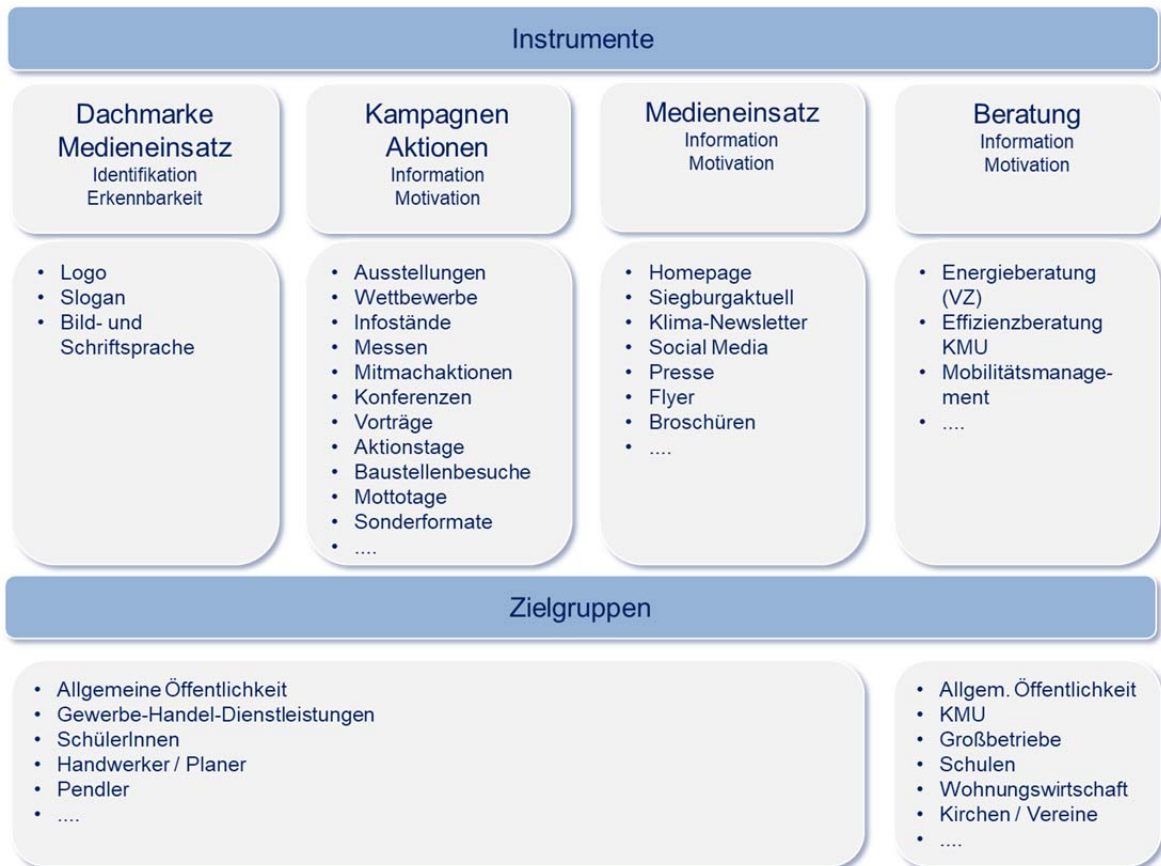 Instrumente
Dachmarke
Medieneinsatz
Identifikation
Erkennbarkeit
Kampagnen
Aktionen
Information
Motivation
Medieneinsatz
Information
Motivation
Beratung
Information
Motivation
• Logo
• Slogan
• Bild- und
Schriftsprache
• Ausstellungen
• Wettbewerbe
• Infostände
• Messen
• Mitmachaktionen
• Konferenzen
• Vorträge
• Aktionstage
• Baustellenbesuche
• Mottotage
• Sonderformate
• ....
• Homepage
• Siegburgaktuell
• Klima-Newsletter
• Social Media
• Presse
• Flyer
• Broschüren
• ....
• Energieberatung
(VZ)
• Effizienzberatung
KMU
• Mobilitätsmanage-
ment
• ....
Zielgruppen
• Allgemeine Öffentlichkeit
• Gewerbe-Handel-Dienstleistungen
• SchülerInnen
• Handwerker / Planer
• Pendler
• ....
• Allgem. Öffentlichkeit
• KMU
• Großbetriebe
• Schulen
• Wohnungswirtschaft
• Kirchen / Vereine
• ....